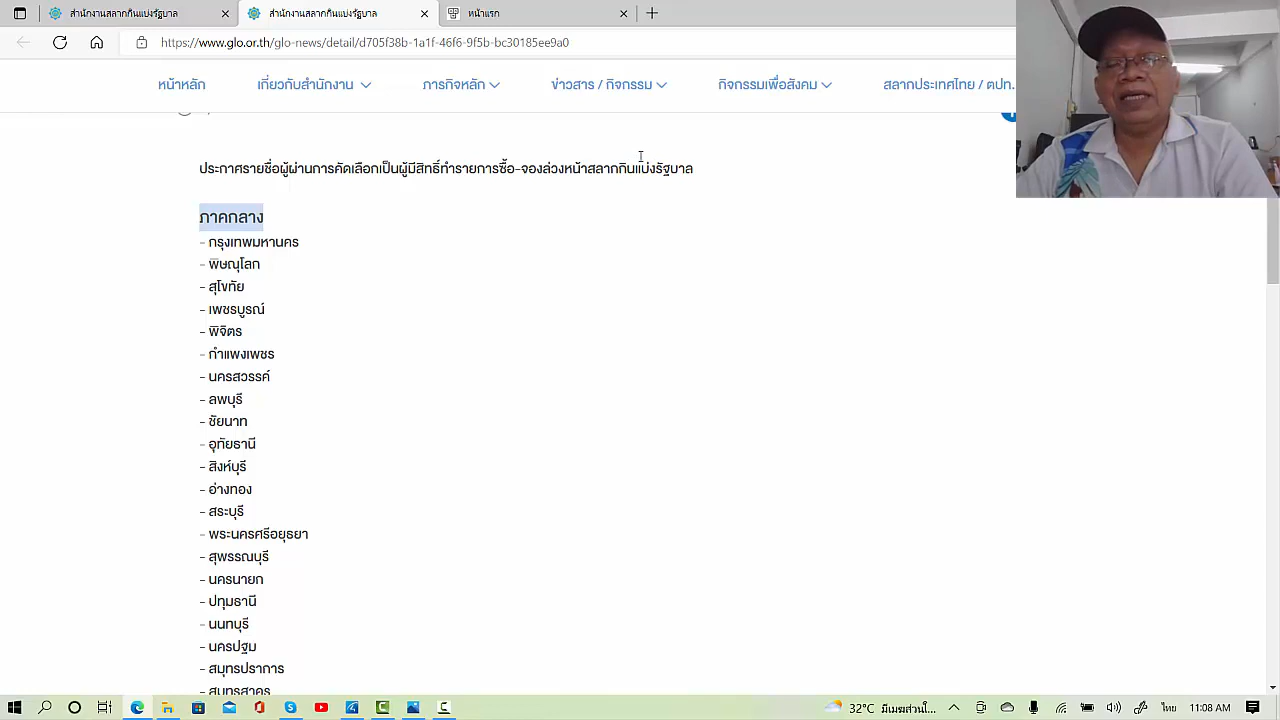 สำนักงานสลากกินแบ่งรัฐบาล
สำนักงานสลากกินแบ่งรัฐบาล
หน้าแรก
https://www.glo.or.th/glo-news/detail/d705f38b-1a1f-46f6-9f5b-bc30185ee9a0
หน้าหลัก
เกี่ยวกับสำนักงาน
ภารกิจหลัก
ข่าวสาร / กิจกรรม
กิจกรรมเพื่อสังคม
สลากประเทศไทย / ตปท.
ประกาศรายชื่อผู้ผ่านการคัดเลือกเป็นผู้มีสิทธิ์ทำรายการซื้อ-จองล่วงหน้าสลากกินแบ่งรัฐบาล
ภาคกลาง
- กรุงเทพมหานคร
- พิษณุโลก
- สุโขทัย
- เพชรบูรณ์
- พิจิตร
- กำแพงเพชร
- นครสวรรค์
- ลพบุรี
- ชัยนาท
- อุทัยธานี
- สิงห์บุรี
- อ่างทอง
- สระบุรี
- พระนครศรีอยุธยา
- สุพรรณบุรี
- นครนายก
- ปทุมธานี
- นนทบุรี
- นครปฐม
- สมุทรปราการ
- สมุทรสาคร
32°C มีเมฆส่วนใ...
ไทย
11:08 AM